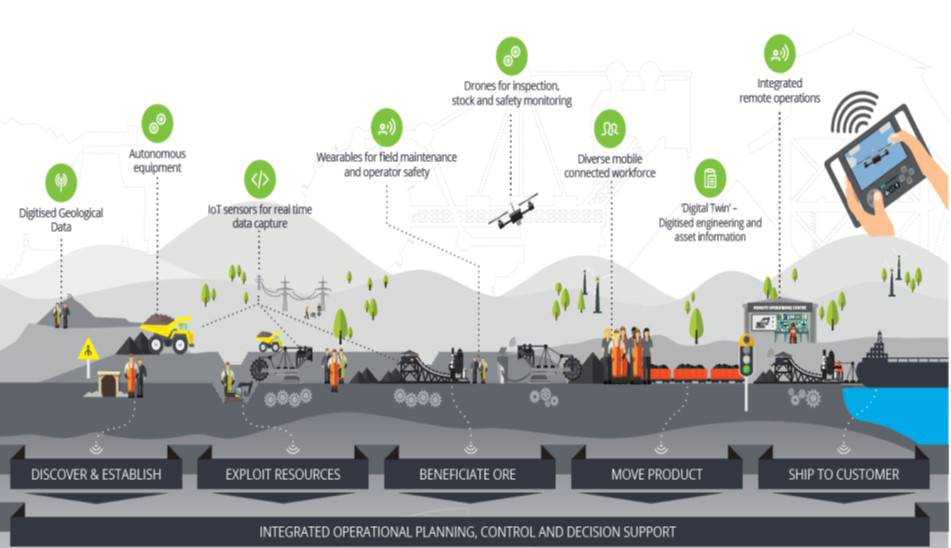 Drones for inspection,
stock and safety monitoring
Integrated
remote operations
Autonomous
equipment
Wearables for field maintenance
and operator safety
Diverse mobile
connected workforce
Digitised Geological
Data
IoT sensors for real time
data capture
'Digital Twin' –
Digitised engineering and
asset information
REMOTE OPERATIONS CENTRE
DISCOVER & ESTABLISH
EXPLOIT RESOURCES
BENEFICIATE ORE
MOVE PRODUCT
SHIP TO CUSTOMER
INTEGRATED OPERATIONAL PLANNING, CONTROL AND DECISION SUPPORT